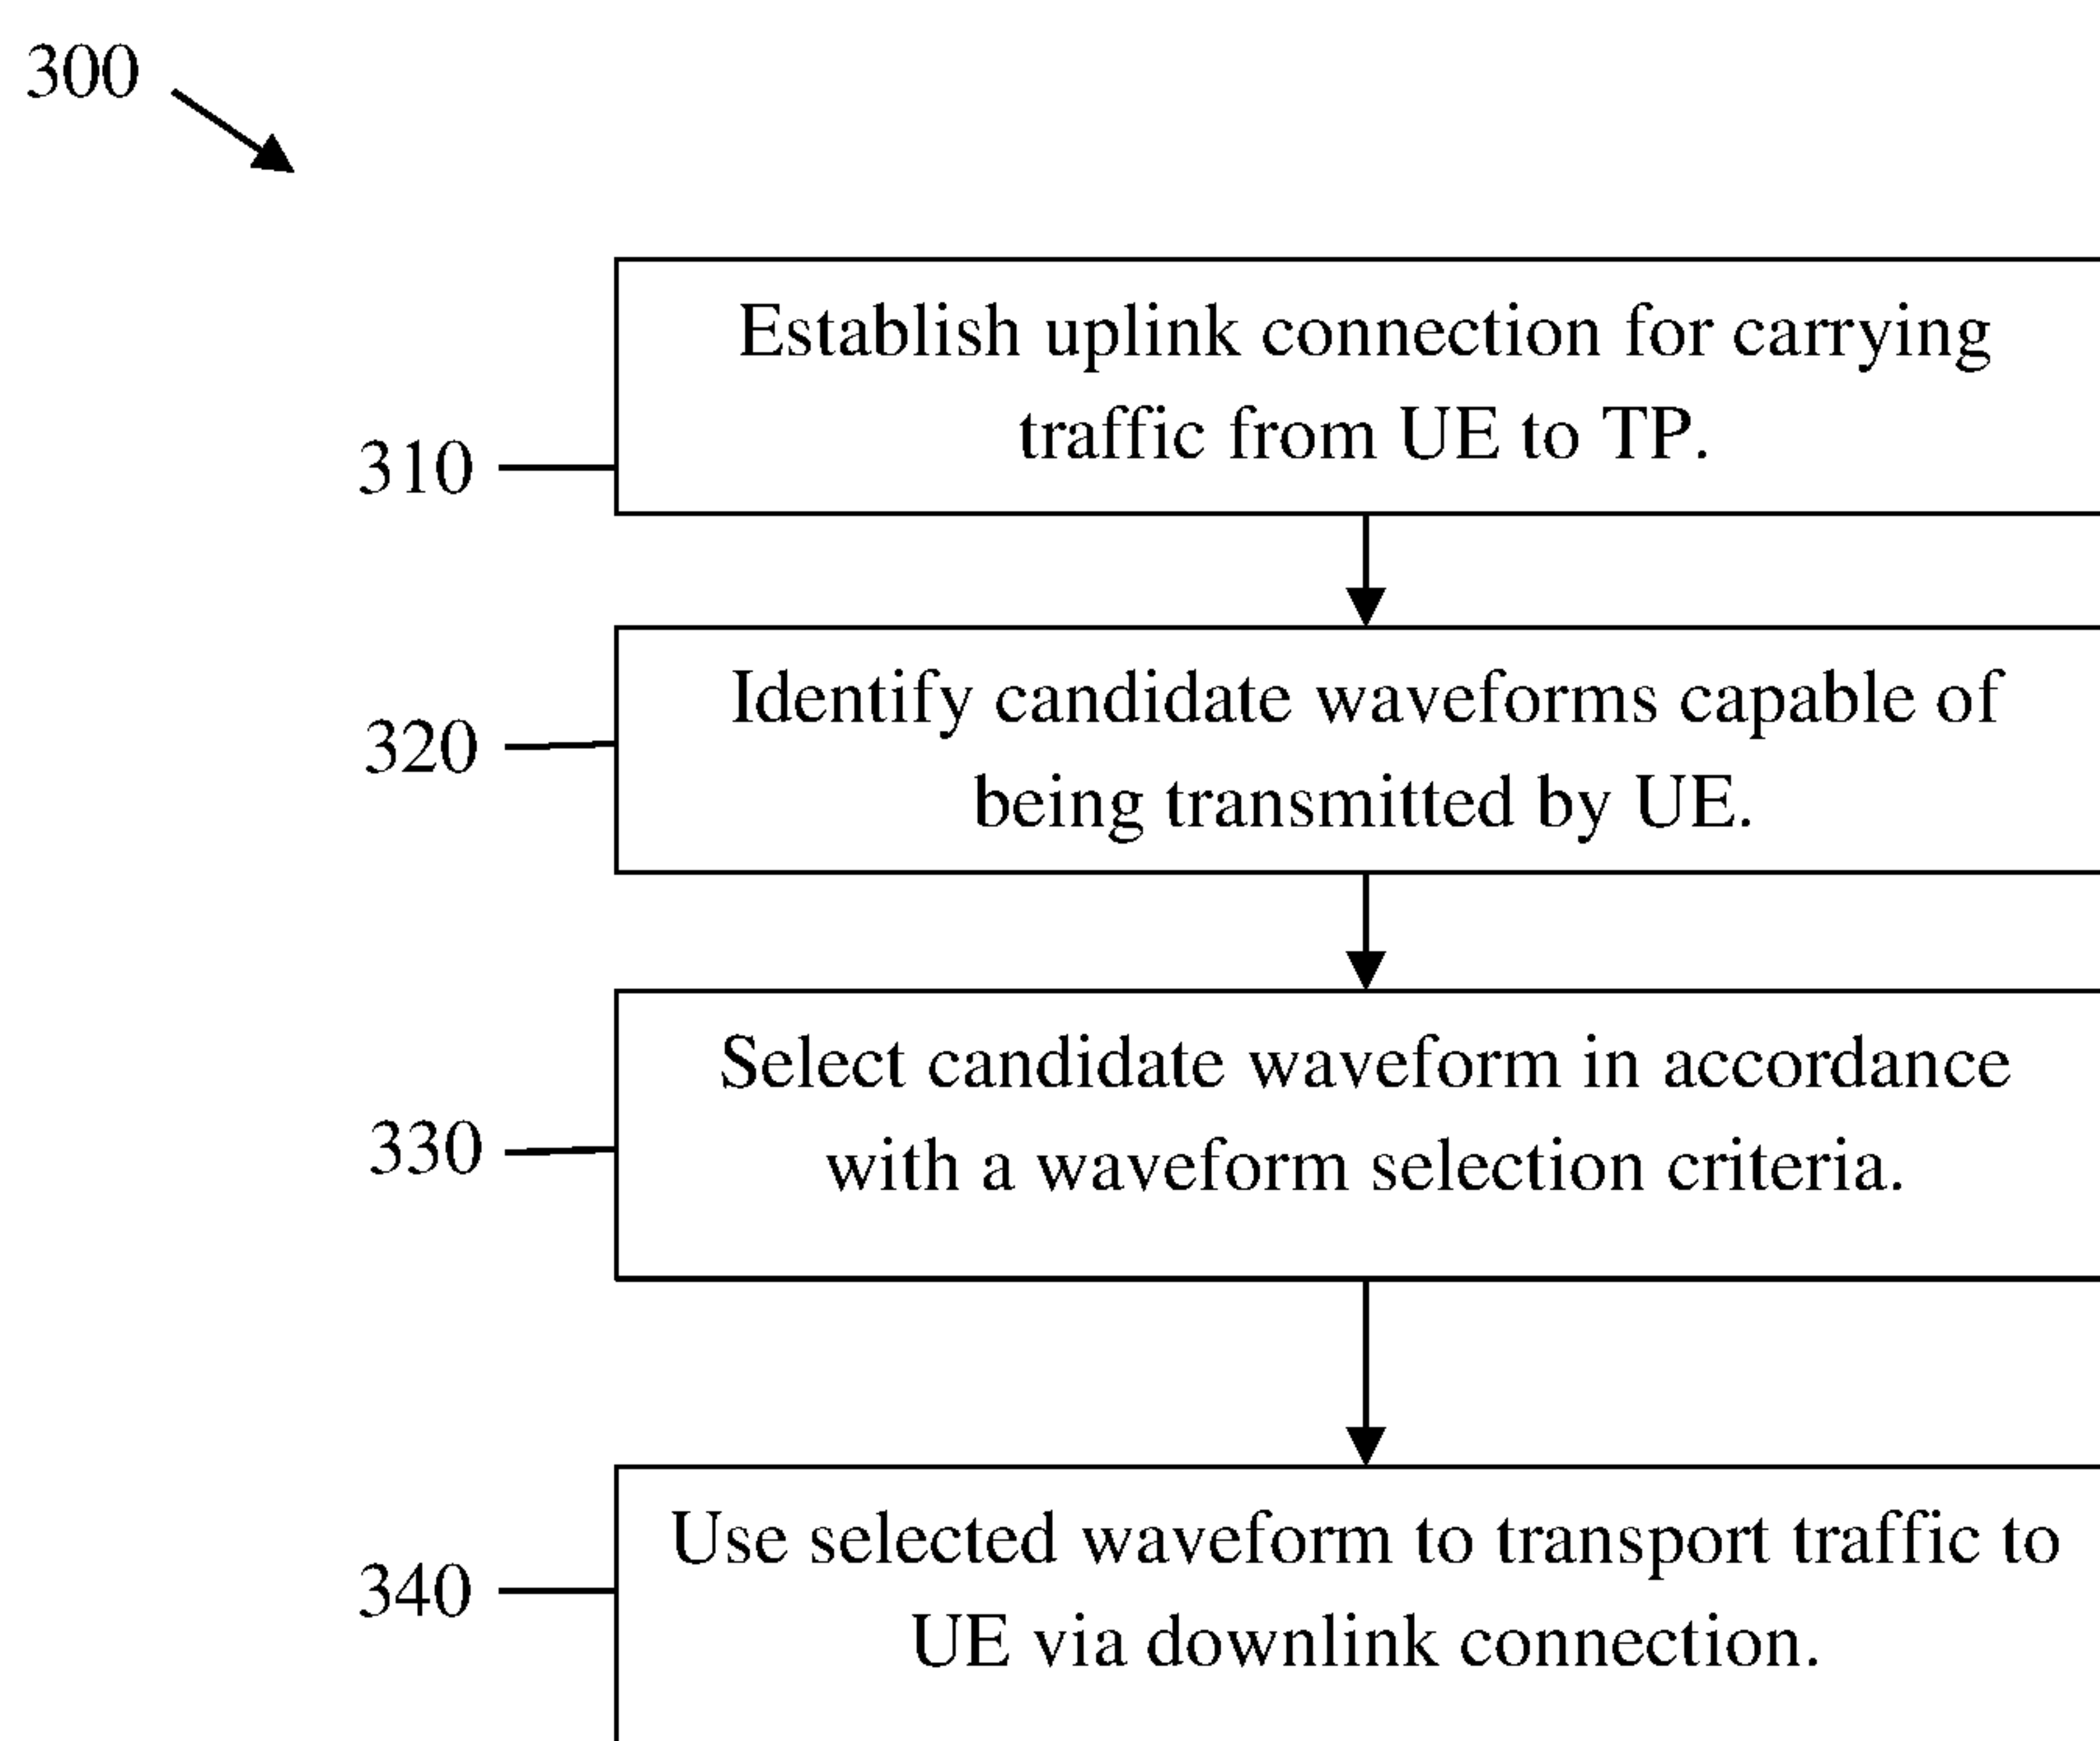 300
Establish uplink connection for carrying
traffic from UE to TP.
310
Identify candidate waveforms capable of
being transmitted by UE.
320
Select candidate waveform in accordance
with a waveform selection criteria.
330
Use selected waveform to transport traffic to
UE via downlink connection.
340